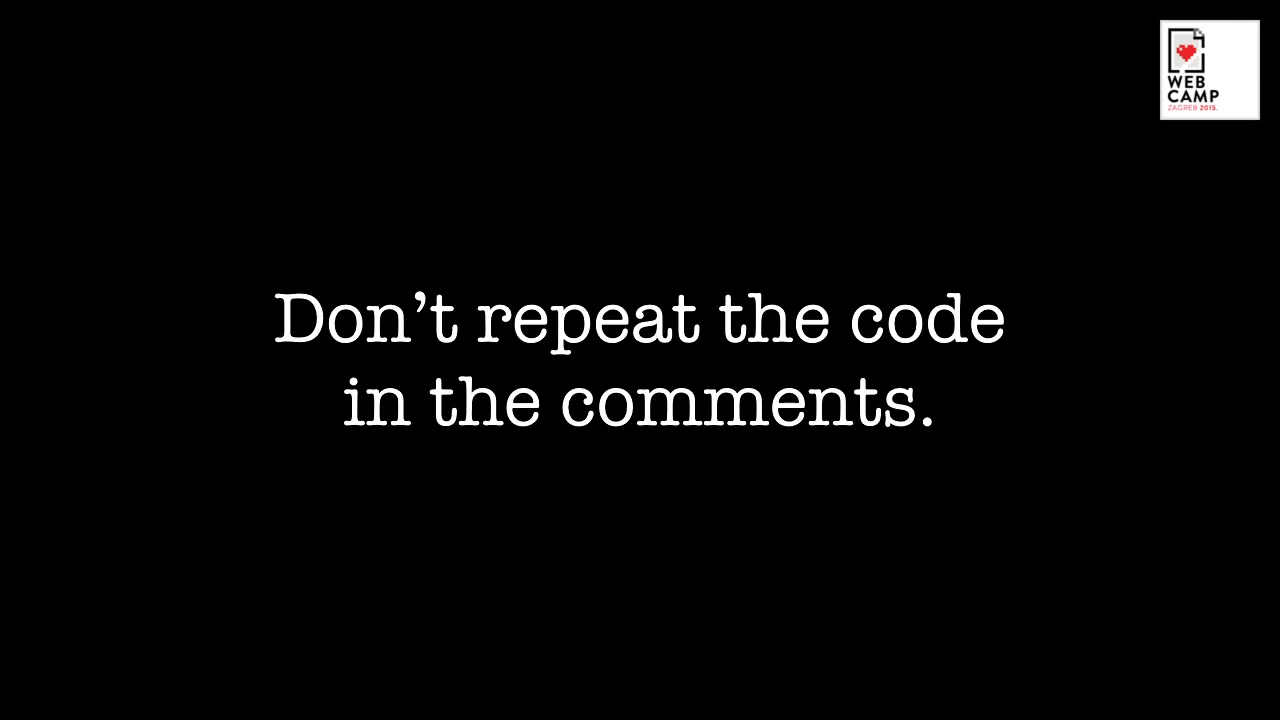 WEB
CAMP
ZAGREB 2015.
Don’t repeat the code
in the comments.